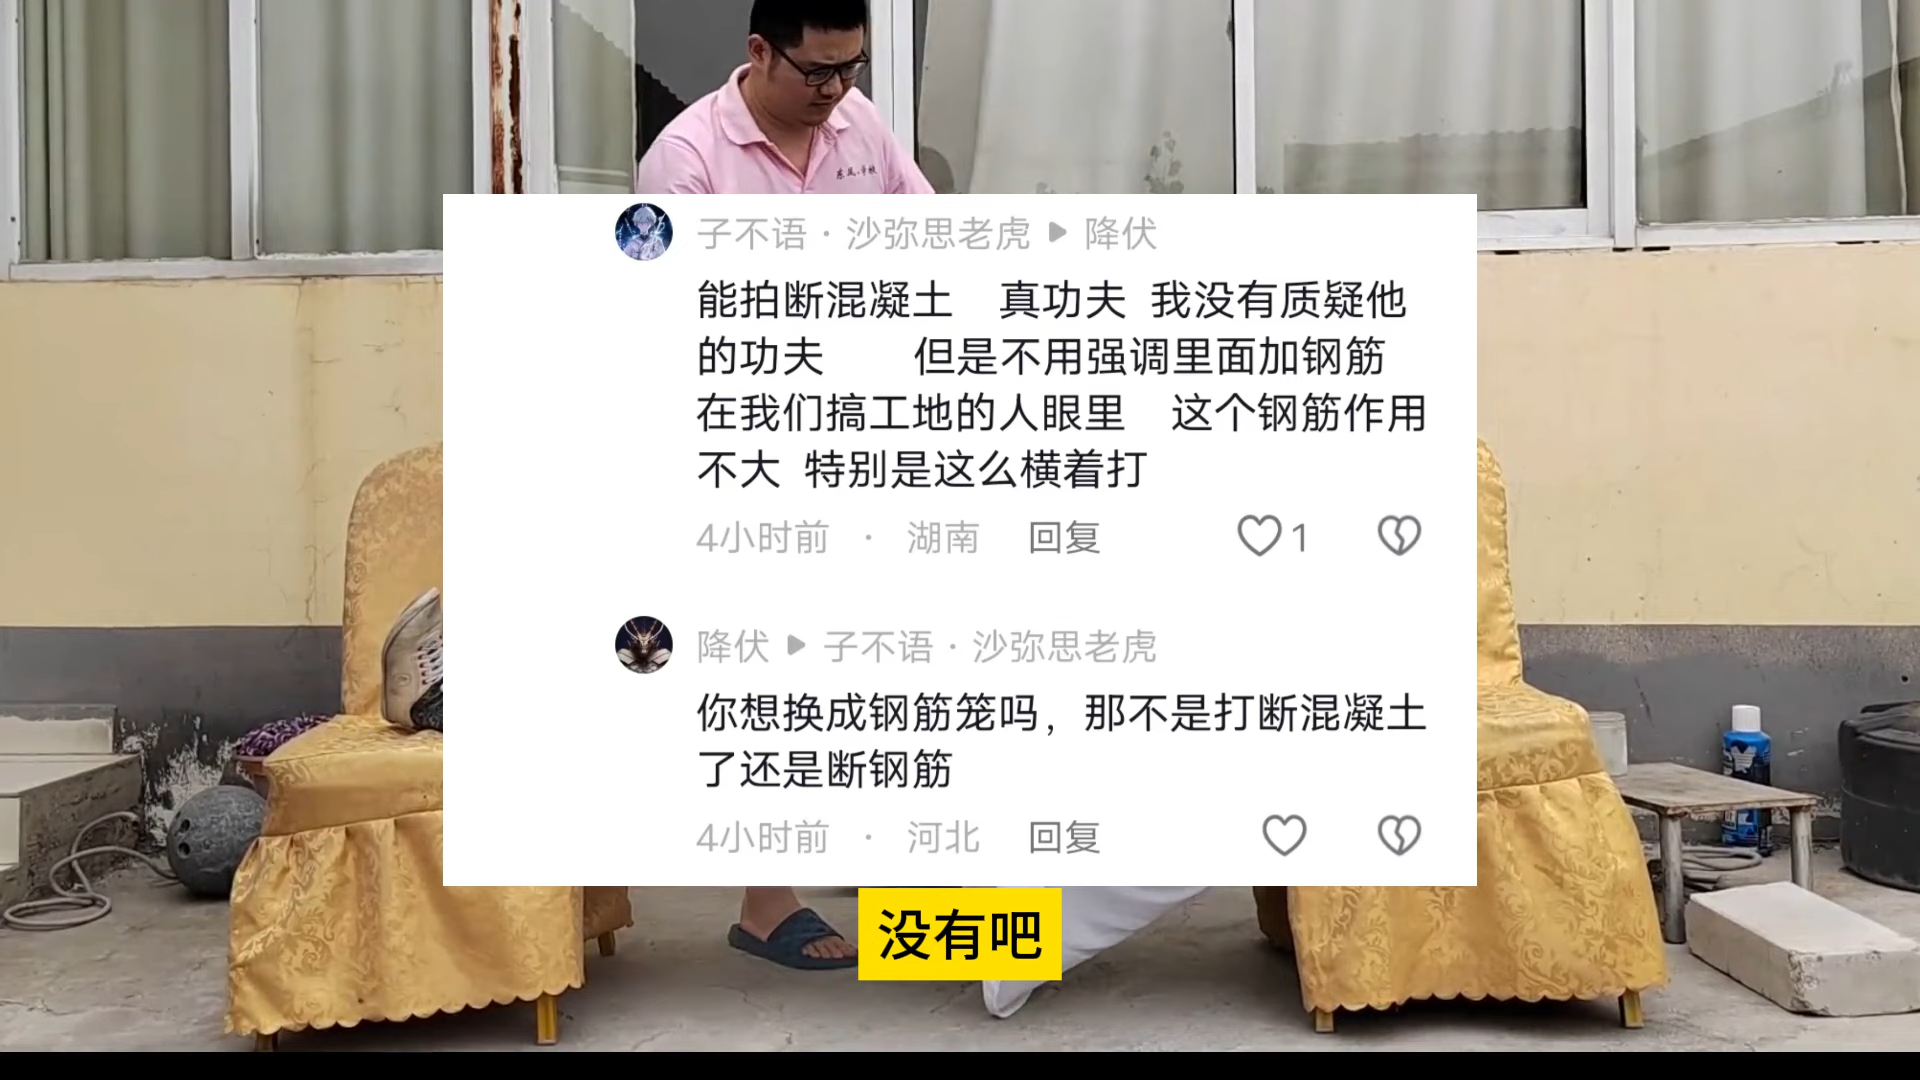 东风·学校
子不语·沙弥思老虎 ▶ 降伏
能拍断混凝土 真功夫 我没有质疑他
的功夫 但是不用强调里面加钢筋
在我们搞工地的人眼里 这个钢筋作用
不大 特别是这么横着打
4小时前 · 湖南 回复 1
降伏 ▶ 子不语·沙弥思老虎
你想换成钢筋笼吗，那不是打断混凝土
了还是断钢筋
4小时前 · 河北 回复
没有吧